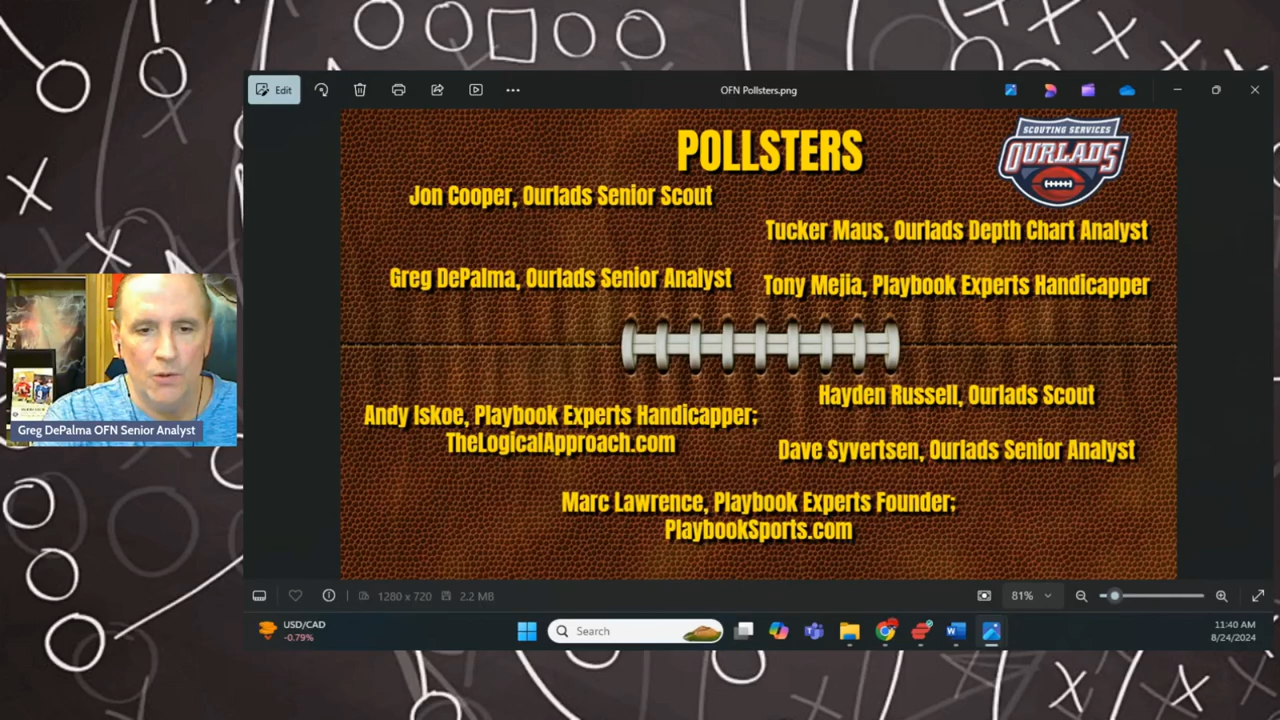 Edit
OFN Pollsters.png
POLLSTERS
SCOUTING SERVICES
OURLADS
Jon Cooper, Ourlads Senior Scout
Tucker Maus, Ourlads Depth Chart Analyst
Greg DePalma, Ourlads Senior Analyst
Tony Mejia, Playbook Experts Handicapper
Hayden Russell, Ourlads Scout
Andy Iskoe, Playbook Experts Handicapper;
TheLogicalApproach.com
Dave Syvertsen, Ourlads Senior Analyst
Marc Lawrence, Playbook Experts Founder;
PlaybookSports.com
Greg DePalma OFN Senior Analyst
1280 x 720
2.2 MB
81%
USD/CAD
-0.79%
Search
11:40 AM
8/24/2024